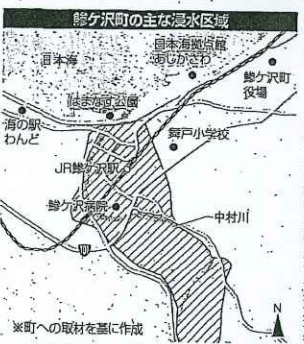 鰺ケ沢町の主な浸水区域
日本海
日本海拠点館
あじがさわ
鰺ケ沢町
役場
はまなす公園
海の駅
わんど
舞戸小学校
JR鰺ケ沢駅
鰺ケ沢病院
中村川
101
※町への取材を基に作成
N